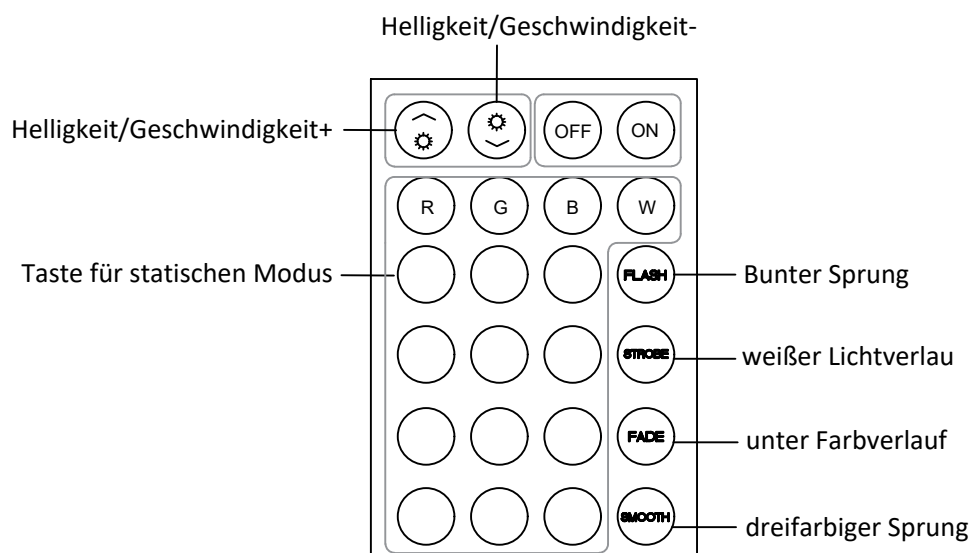 Helligkeit/Geschwindigkeit-
Helligkeit/Geschwindigkeit+
OFF
ON
R
G
B
W
Taste für statischen Modus
FLASH
Bunter Sprung
STROBE
weißer Lichtverlau
FADE
unter Farbverlauf
SMOOTH
dreifarbiger Sprung